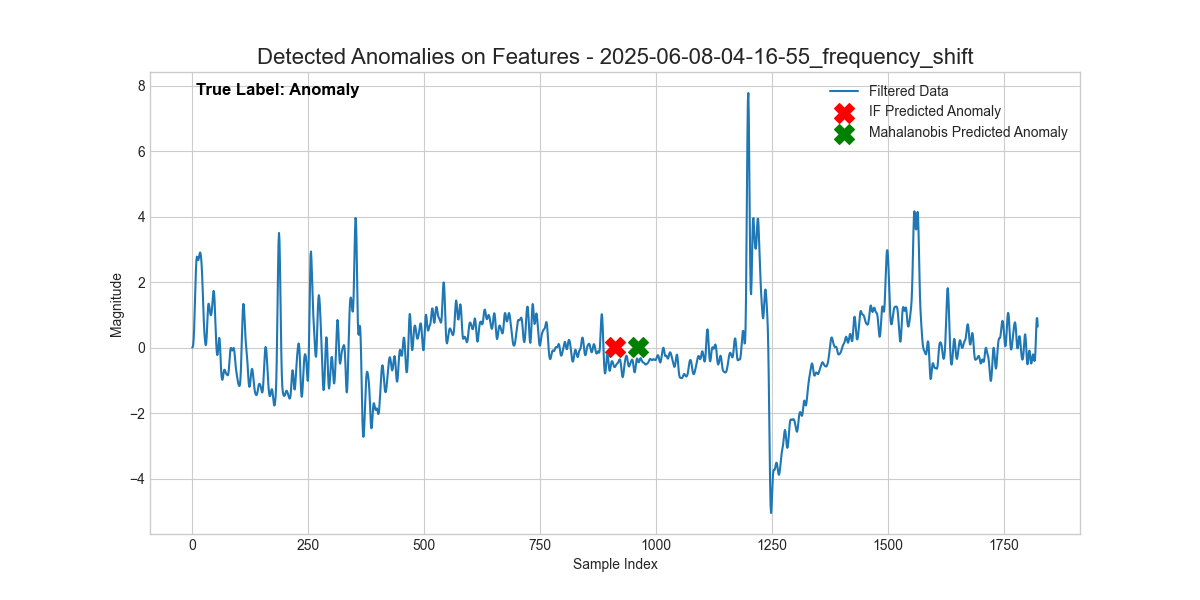 Detected Anomalies on Features - 2025-06-08-04-16-55_frequency_shift
True Label: Anomaly
Filtered Data
IF Predicted Anomaly
Mahalanobis Predicted Anomaly
Magnitude
8
6
4
2
0
−2
−4
0 250 500 750 1000 1250 1500 1750
Sample Index